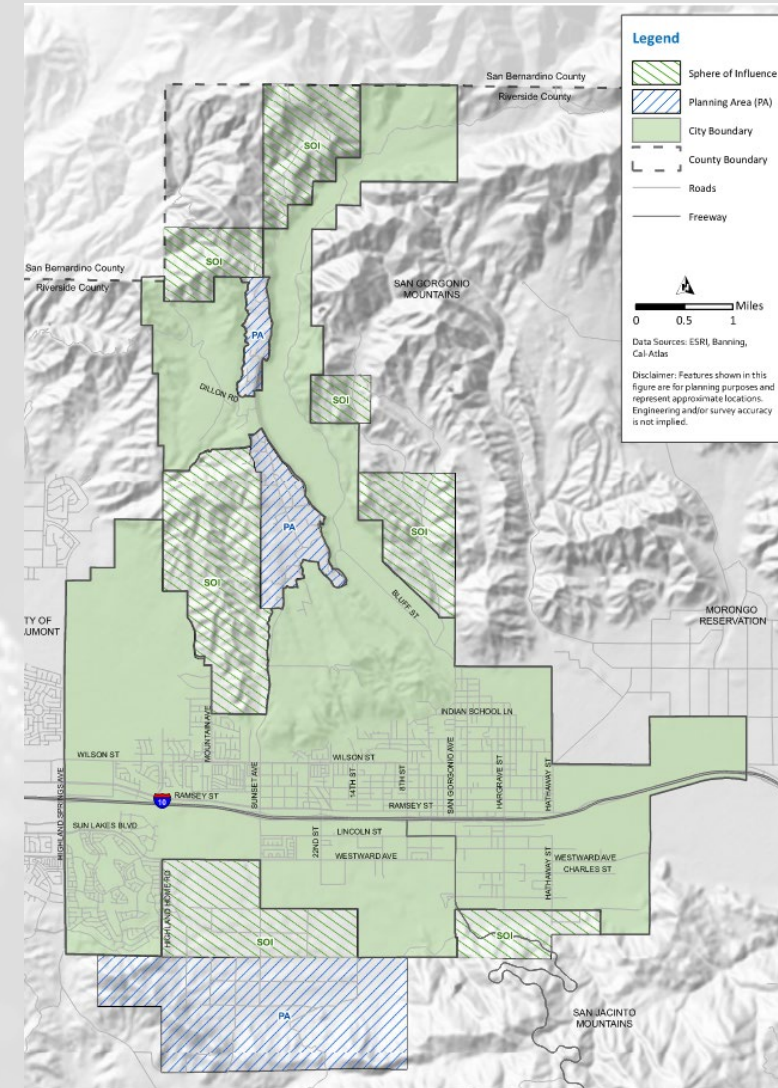 Legend
Sphere of Influence
Planning Area (PA)
City Boundary
County Boundary
Roads
Freeway
Miles
0 0.5 1
Data Sources: ESRI, Banning,
Cal-Atlas
Disclaimer: Features shown in this
figure are for planning purposes and
represent approximate locations.
Engineering and/or survey accuracy
is not implied.
San Bernardino County
Riverside County
SOI
SOI
San Bernardino County
Riverside County
SAN GORGONIO
MOUNTAINS
PA
DILLON RD
SOI
PA
SOI
SOI
BLUFF ST
TY OF
UMONT
MORONGO
RESERVATION
INDIAN SCHOOL LN
MOUNTAIN AVE
WILSON ST
WILSON ST
SUNSET AVE
14TH ST
8TH ST
SAN GORGONIO AVE
HARGRAVE ST
HATHAWAY ST
HIGHLAND SPRINGS AVE
10
RAMSEY ST
RAMSEY ST
SUN LAKES BLVD
LINCOLN ST
22ND ST
WESTWARD AVE
WESTWARD AVE
CHARLES ST
HATHAWAY ST
HIGHLAND HOME RD
SOI
SOI
PA
SAN JACINTO
MOUNTAINS